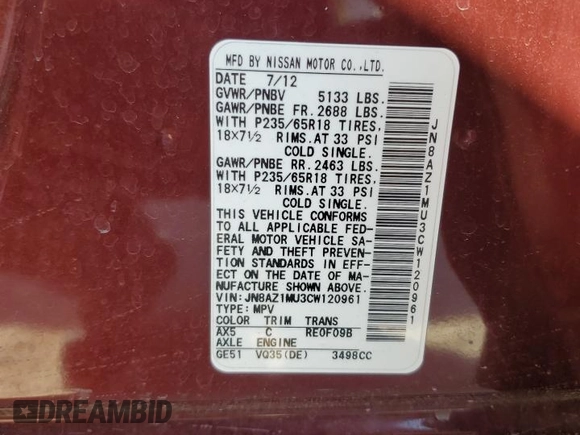 MFD BY NISSAN MOTOR CO.,LTD.
DATE 7/12
GVWR/PNBV 5133 LBS.
GAWR/PNBE FR. 2688 LBS.
WITH P235/65R18 TIRES,
18×7½ RIMS.AT 33 PSI
COLD SINGLE.
GAWR/PNBE RR. 2463 LBS.
WITH P235/65R18 TIRES,
18×7½ RIMS.AT 33 PSI
COLD SINGLE.
THIS VEHICLE CONFORMS
TO ALL APPLICABLE FED-
ERAL MOTOR VEHICLE SA-
FETY AND THEFT PREVEN-
TION STANDARDS IN EFF-
ECT ON THE DATE OF MA-
NUFACTURE SHOWN ABOVE.
VIN: JN8AZ1MU3CW120961
TYPE: MPV
COLOR TRIM TRANS
AX5 C RE0F09B
AXLE ENGINE
GE51 VQ35(DE) 3498CC
JN8AZ1MU3CW120961
DREAMBID